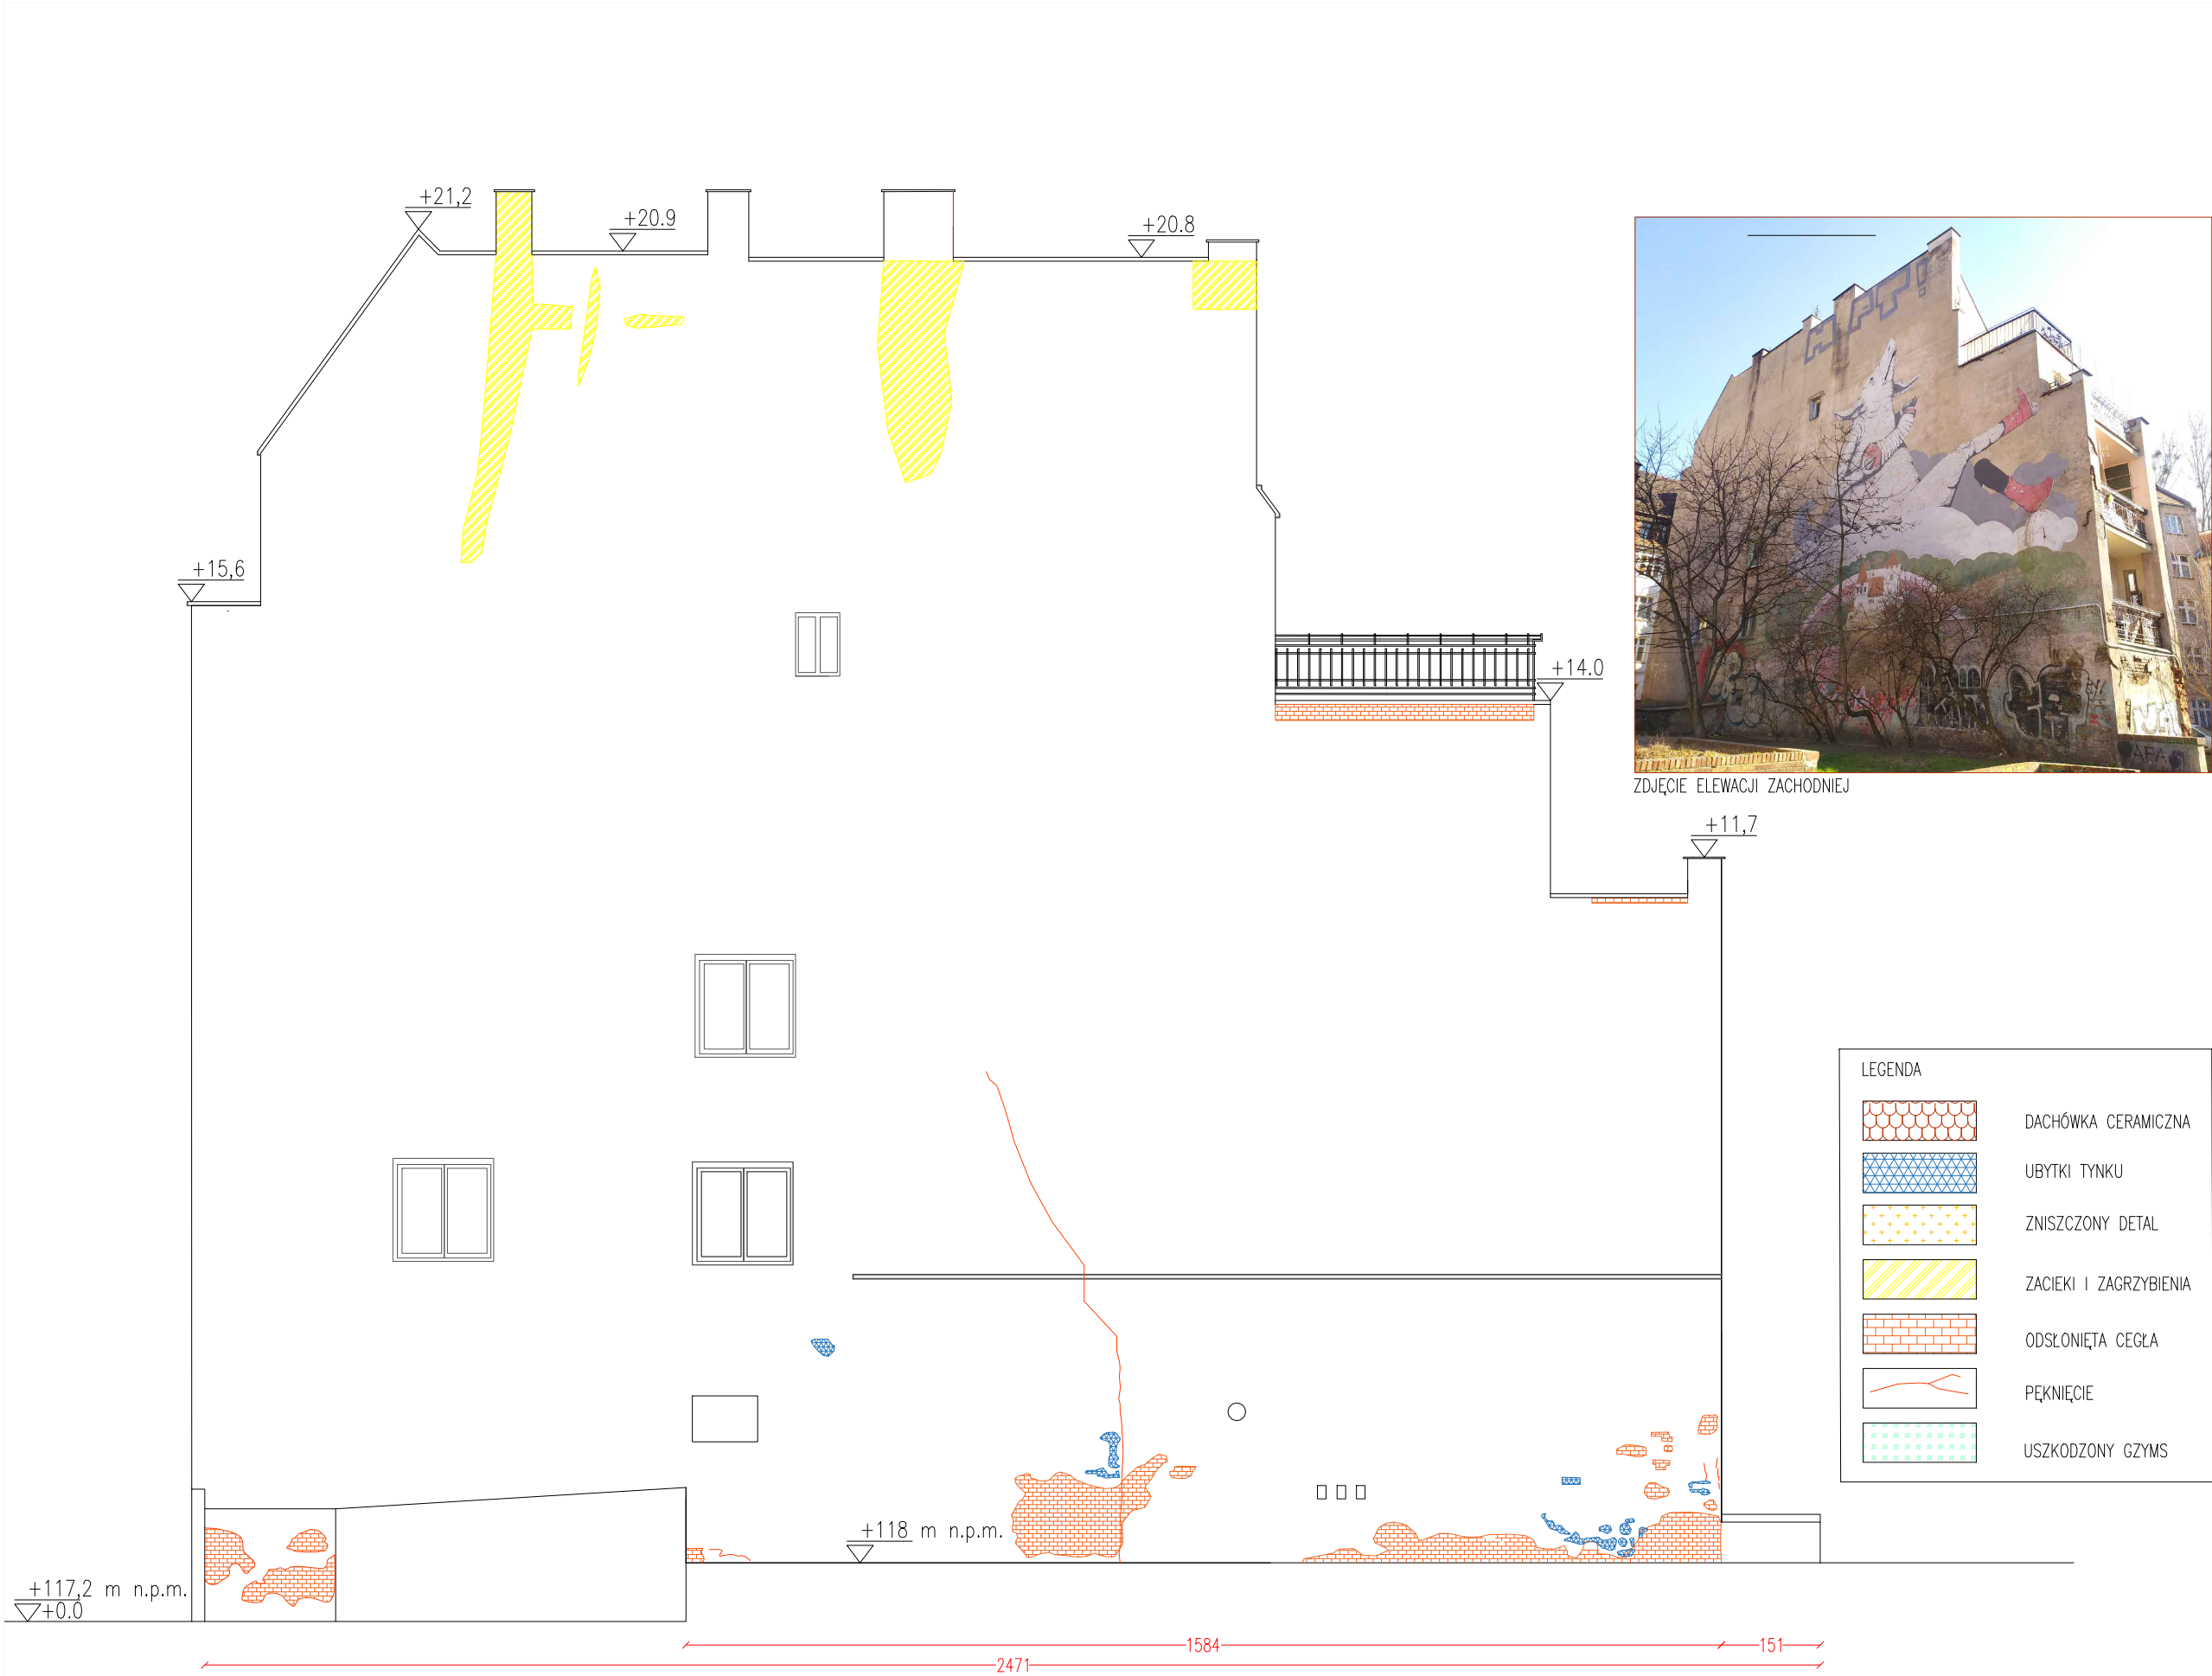 +21,2
+20.9
+20.8
+15,6
+14.0
ZDJĘCIE ELEWACJI ZACHODNIEJ
+11,7
LEGENDA
DACHÓWKA CERAMICZNA
UBYTKI TYNKU
ZNISZCZONY DETAL
ZACIEKI I ZAGRZYBIENIA
ODSŁONIĘTA CEGŁA
PĘKNIĘCIE
USZKODZONY GZYMS
+118 m n.p.m.
+117,2 m n.p.m.
+0.0
1584
151
2471